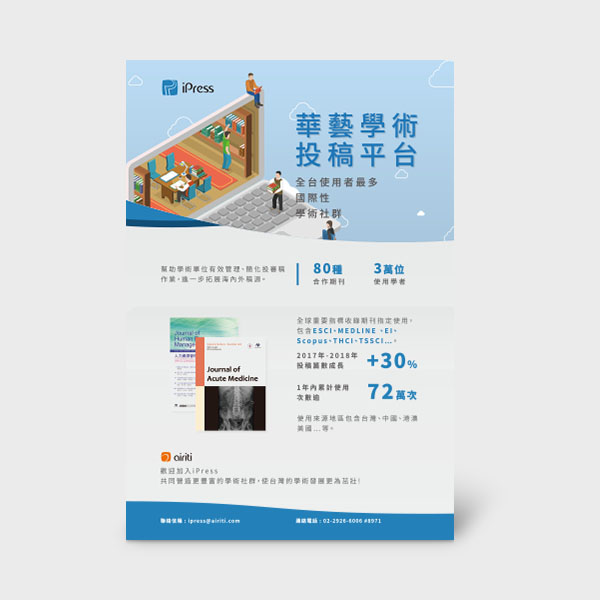 iPress
華藝學術
投稿平台
全台使用者最多
國際性
學術社群
幫助學術單位有效管理、簡化投審稿
作業，進一步拓展海內外稿源。
80種
合作期刊
3萬位
使用學者
全球重要指標收錄期刊指定使用，
包含ESCI、MEDLINE、EI、
Scopus、THCI、TSSCI...。
2017年-2018年
投稿篇數成長
+30%
1年內累計使用
次數逾
72萬次
使用來源地區包含台灣、中國、港澳
美國...等。
Journal of
Human
Management
Journal of
Acute Medicine
airiti
歡迎加入iPress
共同營造更豐富的學術社群，使台灣的學術發展更為茁壯！
聯絡信箱：ipress@airiti.com
連絡電話：02-2926-6006 #8971